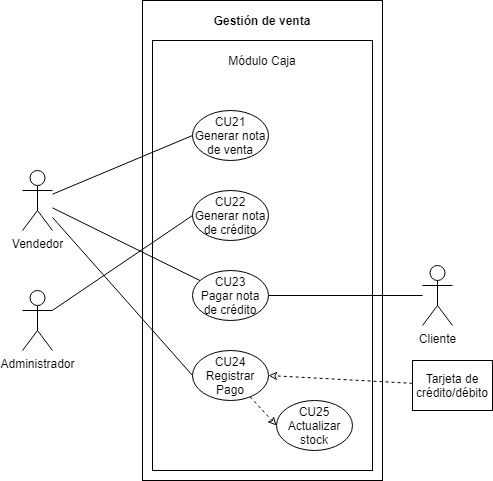 Gestión de venta
Módulo Caja
CU21
Generar nota
de venta
CU22
Generar nota
de crédito
Vendedor
CU23
Pagar nota
de crédito
Cliente
Administrador
CU24
Registrar
Pago
Tarjeta de
crédito/débito
CU25
Actualizar
stock